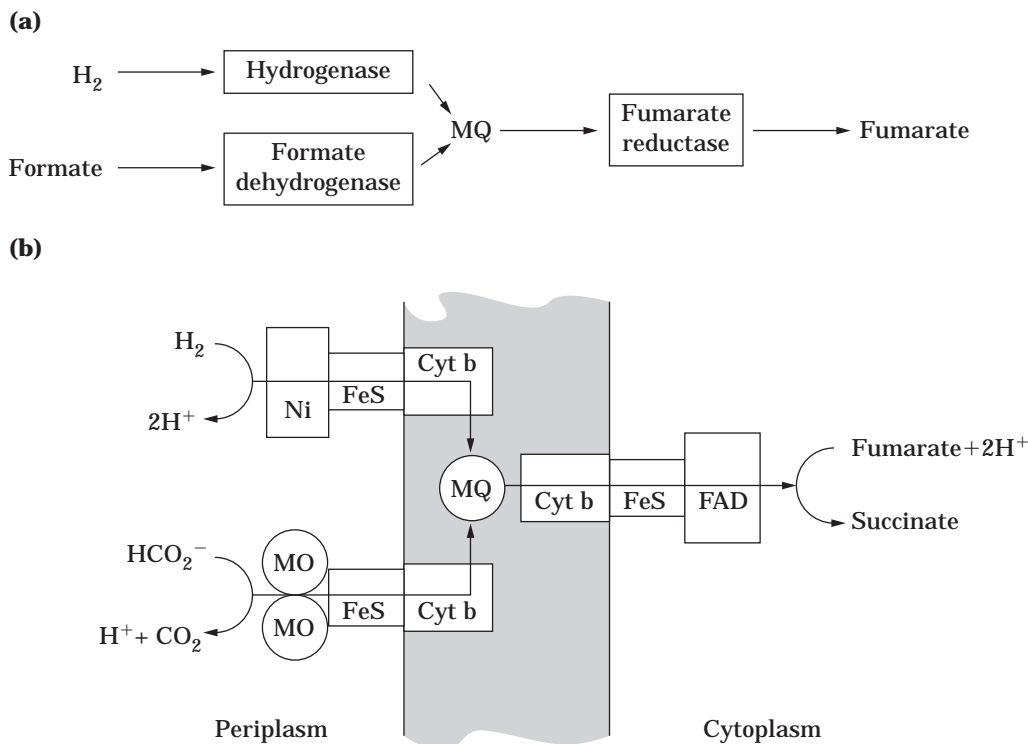 (a)
H₂
Hydrogenase
MQ
Fumarate
reductase
Fumarate
Formate
Formate
dehydrogenase
(b)
H₂
Cyt b
FeS
Ni
2H⁺
MQ
Cyt b
FeS
FAD
Fumarate+2H⁺
Succinate
HCO₂⁻
MO
FeS
Cyt b
MO
H⁺+ CO₂
Periplasm
Cytoplasm